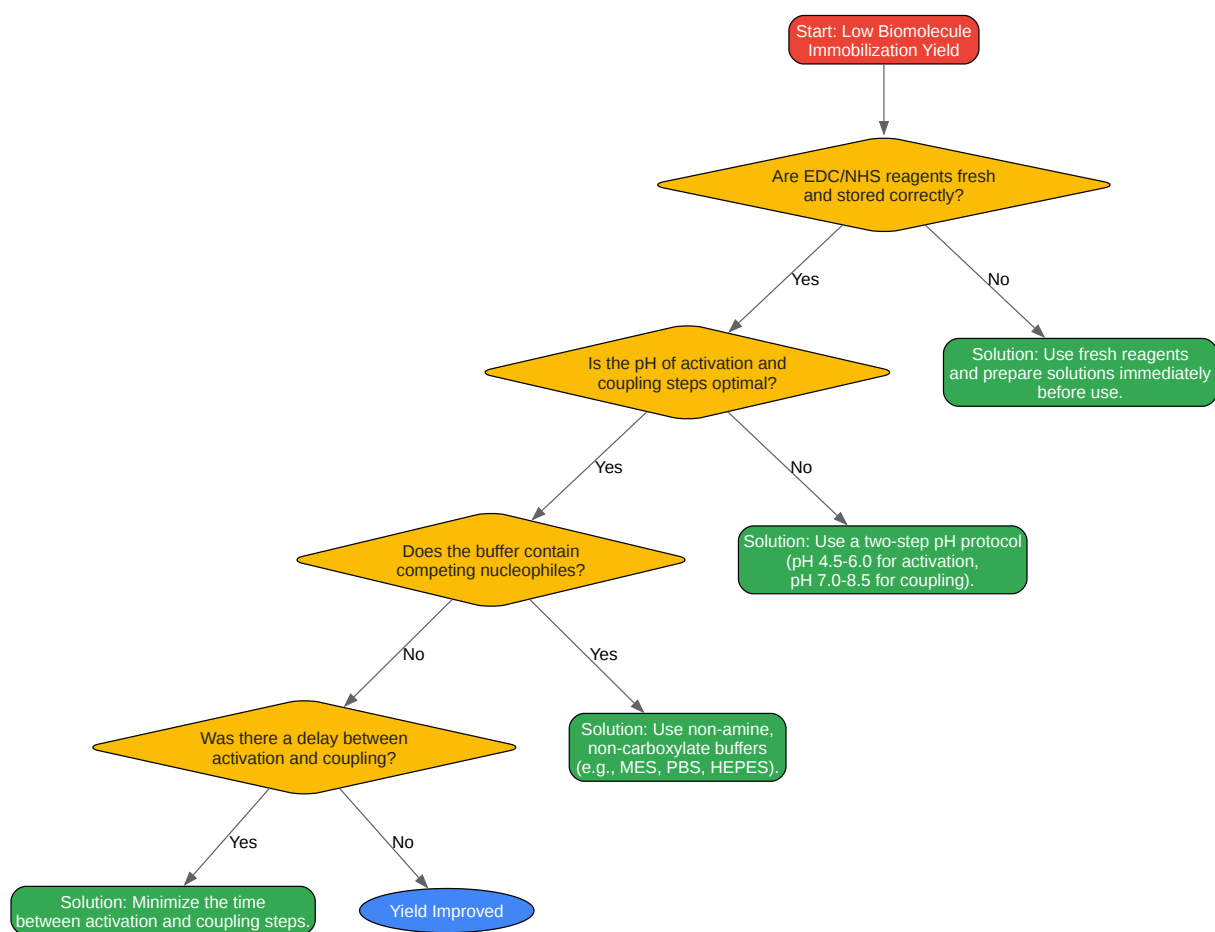 Start: Low Biomolecule
Immobilization Yield
Are EDC/NHS reagents fresh
and stored correctly?
Yes
No
Is the pH of activation and
coupling steps optimal?
Solution: Use fresh reagents
and prepare solutions immediately
before use.
Yes
No
Does the buffer contain
competing nucleophiles?
Solution: Use a two-step pH protocol
(pH 4.5-6.0 for activation,
pH 7.0-8.5 for coupling).
No
Yes
Was there a delay between
activation and coupling?
Solution: Use non-amine,
non-carboxylate buffers
(e.g., MES, PBS, HEPES).
Yes
No
Solution: Minimize the time
between activation and coupling steps.
Yield Improved